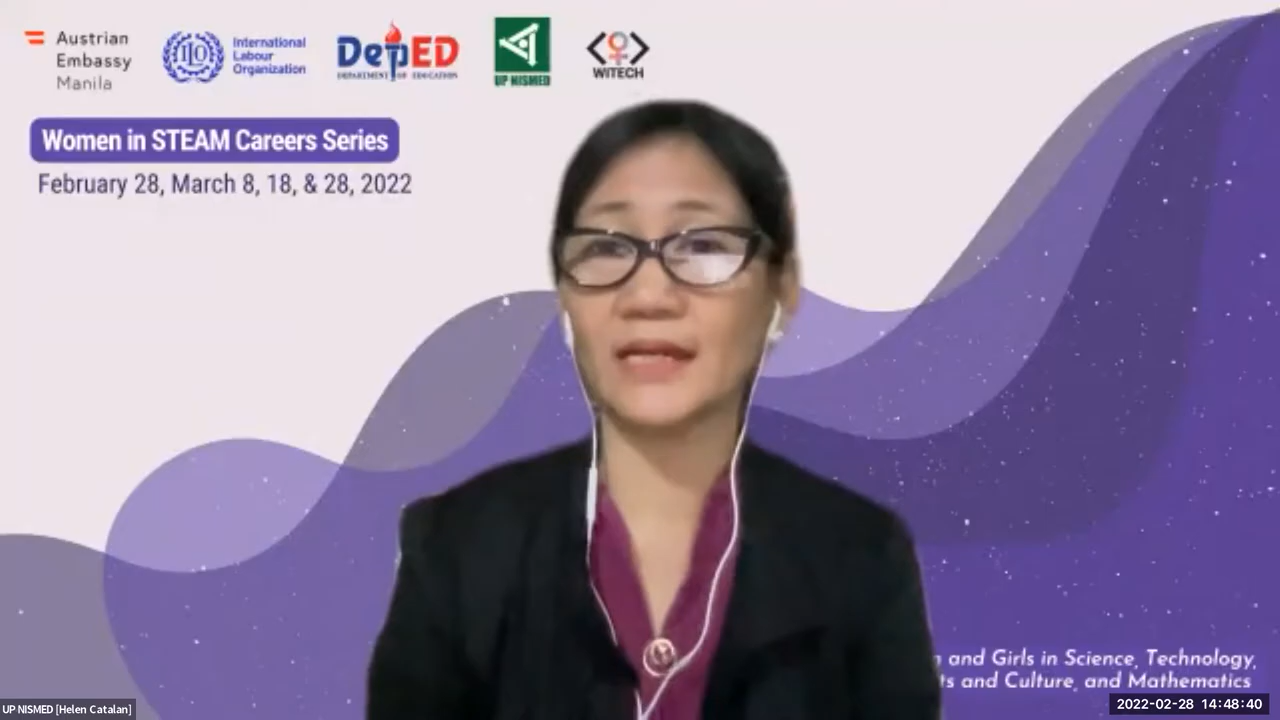 Austrian
Embassy
Manila
International
Labour
Organization
DepED
DEPARTMENT OF EDUCATION
UP NISMED
WITECH
Women in STEAM Careers Series
February 28, March 8, 18, & 28, 2022
and Girls in Science, Technology,
and Culture, and Mathematics
UP NISMED [Helen Catalan]
2022-02-28 14:48:40